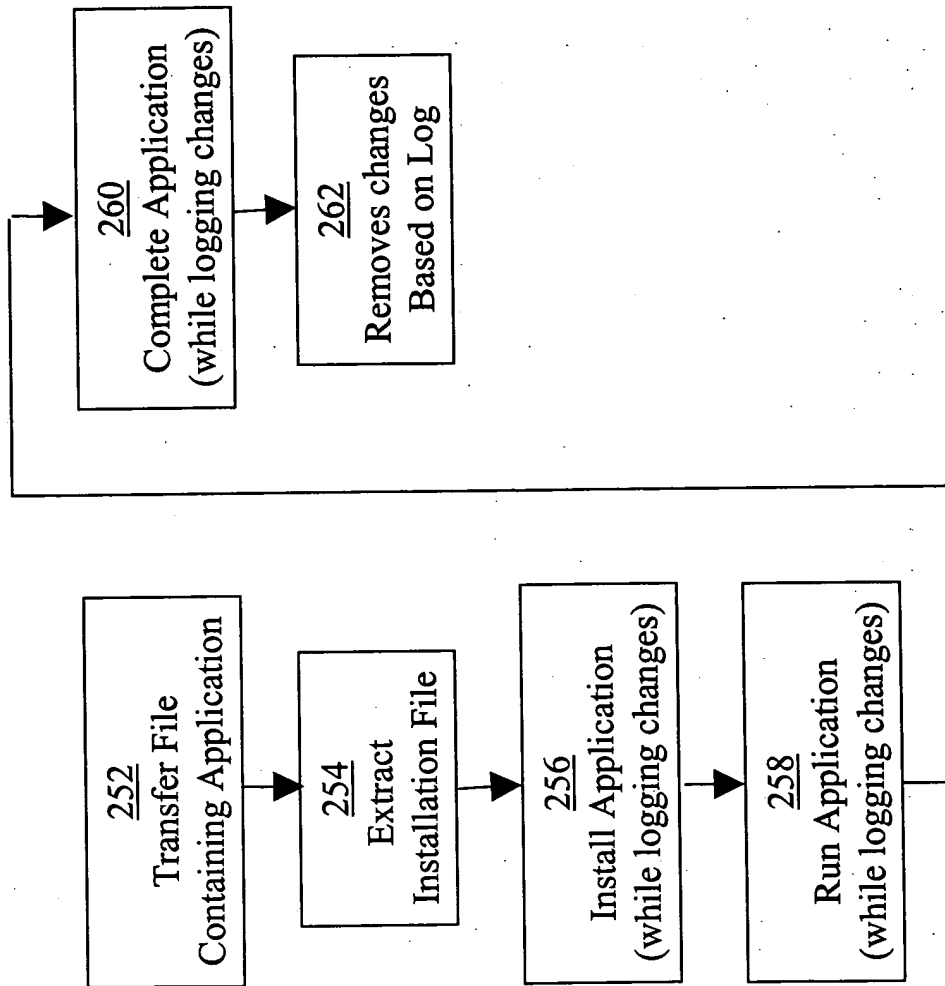 252
Transfer File
Containing Application
254
Extract
Installation File
256
Install Application
(while logging changes)
258
Run Application
(while logging changes)
260
Complete Application
(while logging changes)
262
Removes changes
Based on Log